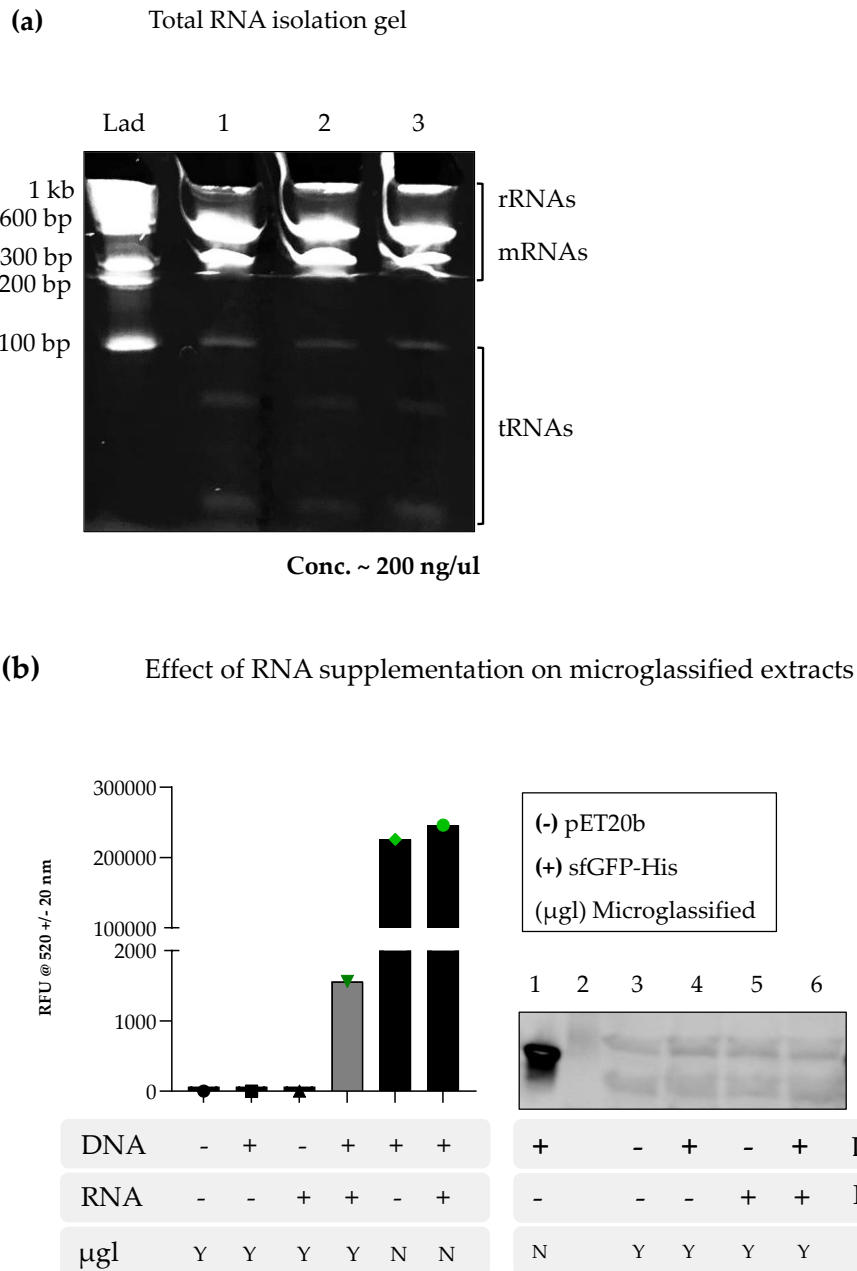 (a) Total RNA isolation gel
Lad 1 2 3
1 kb
600 bp
300 bp
200 bp
100 bp
rRNAs
mRNAs
tRNAs
Conc. ~ 200 ng/ul
(b) Effect of RNA supplementation on microglassified extracts
RFU @ 520 +/- 20 nm
300000
200000
100000
2000
1000
0
(-) pET20b
(+) sfGFP-His
(μgl) Microglassified
1 2 3 4 5 6
DNA - + - + + +
RNA - - + + - +
μgl Y Y Y Y N N
+ - + - +
- - - + +
N Y Y Y Y